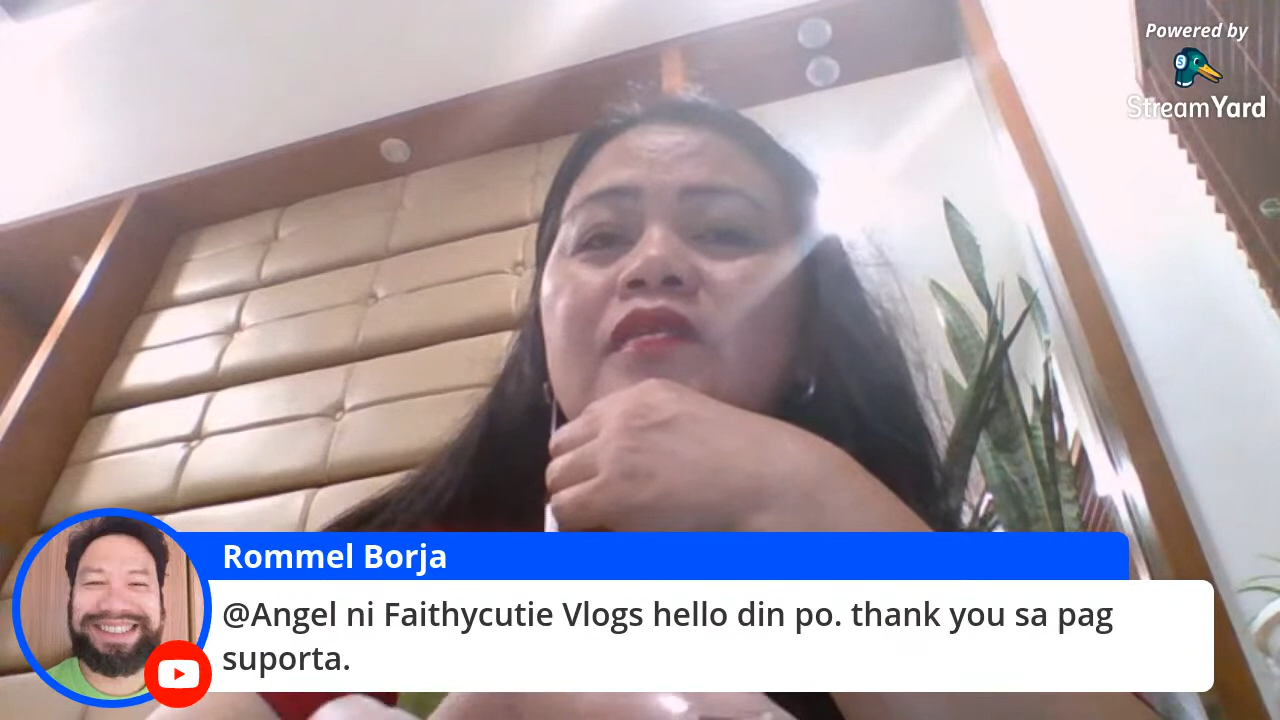 Powered by
StreamYard
Rommel Borja
@Angel ni Faithycutie Vlogs hello din po. thank you sa pag
suporta.